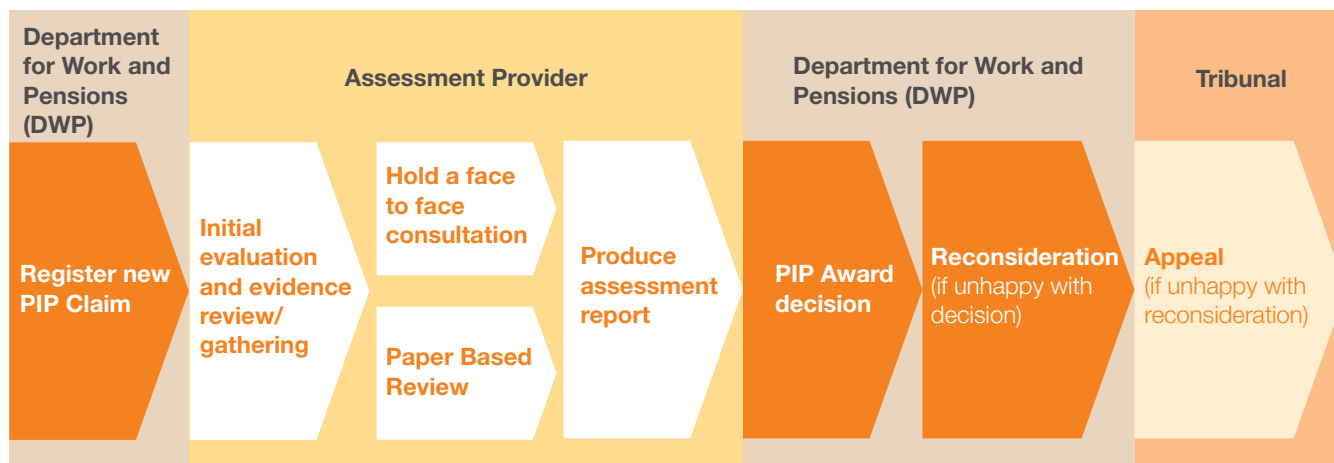 Department
for Work and
Pensions
(DWP)
Assessment Provider
Department for Work and
Pensions (DWP)
Tribunal
Register new
PIP Claim
Initial
evaluation
and evidence
review/
gathering
Hold a face
to face
consultation
Paper Based
Review
Produce
assessment
report
PIP Award
decision
Reconsideration
(if unhappy with
decision)
Appeal
(if unhappy with
reconsideration)